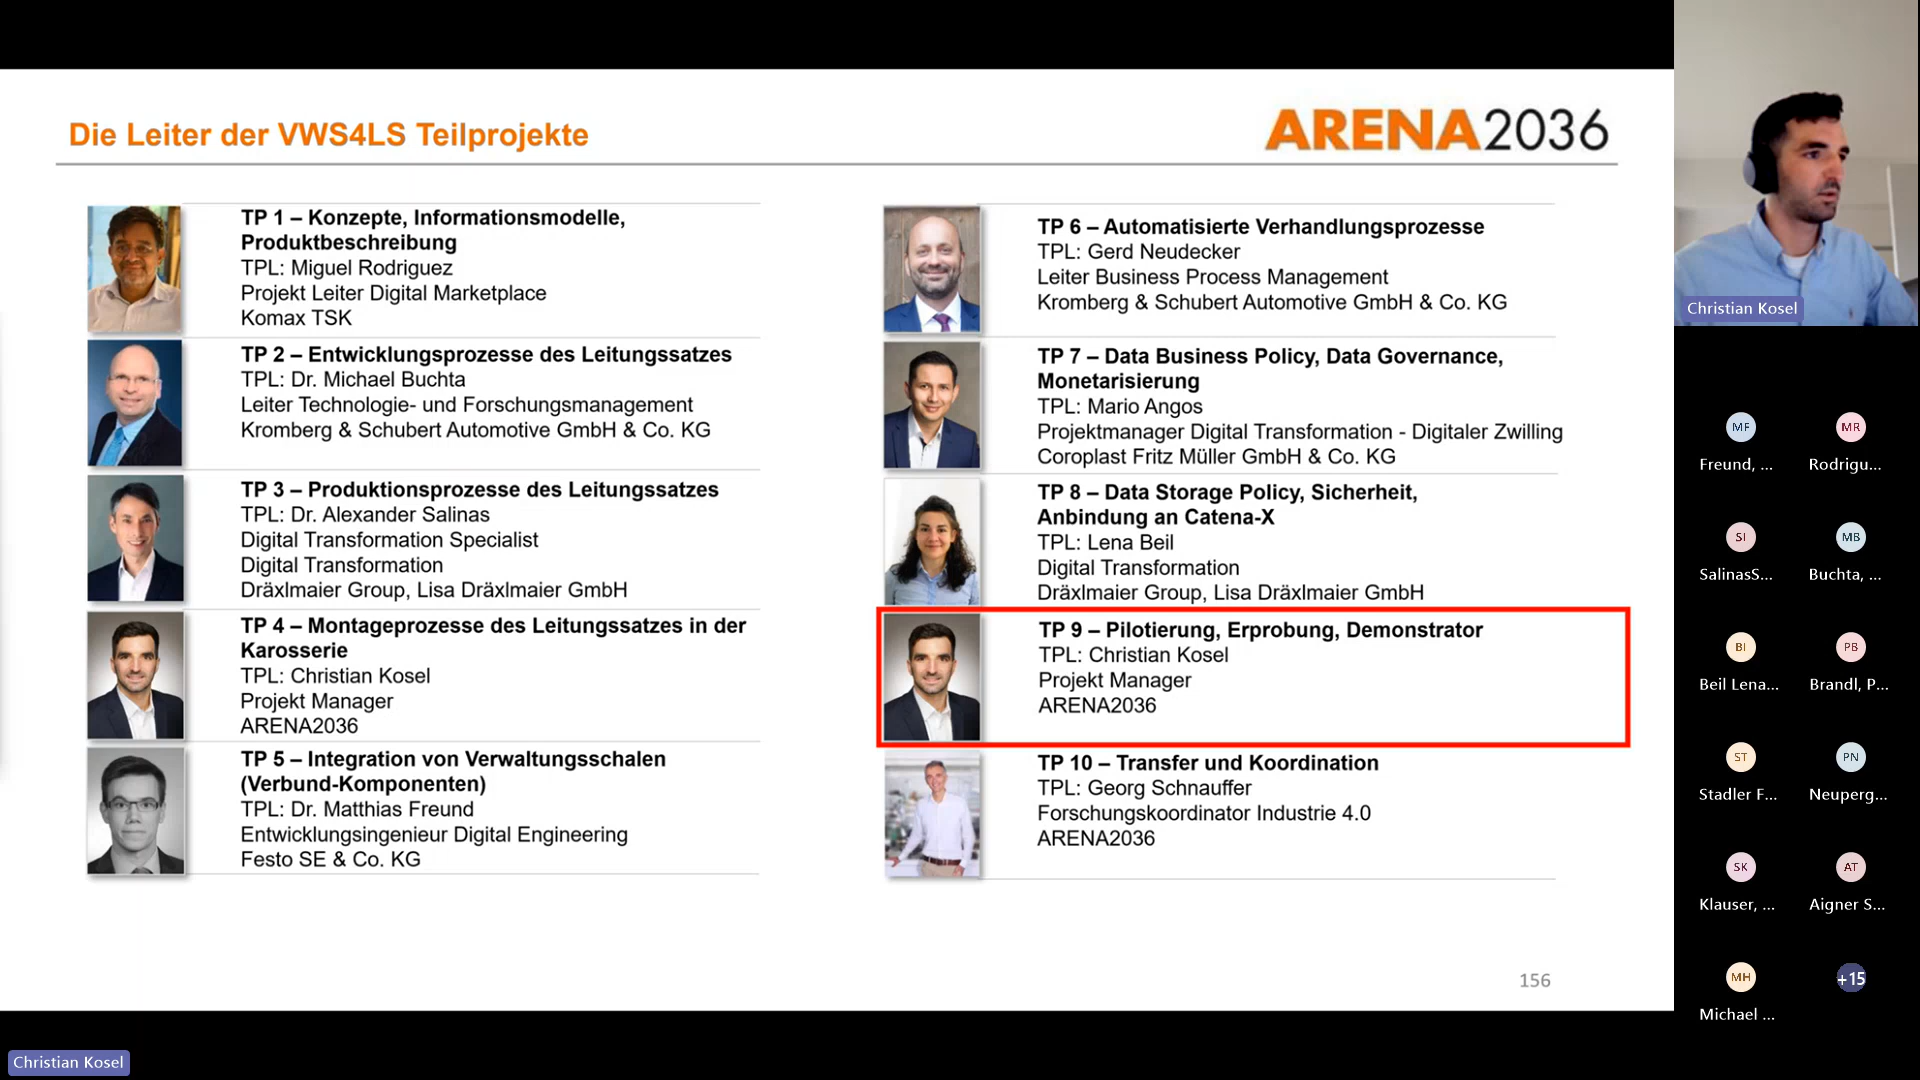 Die Leiter der VWS4LS Teilprojekte
ARENA2036
TP 1 – Konzepte, Informationsmodelle,
Produktbeschreibung
TPL: Miguel Rodriguez
Projekt Leiter Digital Marketplace
Komax TSK
TP 2 – Entwicklungsprozesse des Leitungssatzes
TPL: Dr. Michael Buchta
Leiter Technologie- und Forschungsmanagement
Kromberg & Schubert Automotive GmbH & Co. KG
TP 3 – Produktionsprozesse des Leitungssatzes
TPL: Dr. Alexander Salinas
Digital Transformation Specialist
Digital Transformation
Dräxlmaier Group, Lisa Dräxlmaier GmbH
TP 4 – Montageprozesse des Leitungssatzes in der
Karosserie
TPL: Christian Kosel
Projekt Manager
ARENA2036
TP 5 – Integration von Verwaltungsschalen
(Verbund-Komponenten)
TPL: Dr. Matthias Freund
Entwicklungsingenieur Digital Engineering
Festo SE & Co. KG
TP 6 – Automatisierte Verhandlungsprozesse
TPL: Gerd Neudecker
Leiter Business Process Management
Kromberg & Schubert Automotive GmbH & Co. KG
TP 7 – Data Business Policy, Data Governance,
Monetarisierung
TPL: Mario Angos
Projektmanager Digital Transformation - Digitaler Zwilling
Coroplast Fritz Müller GmbH & Co. KG
TP 8 – Data Storage Policy, Sicherheit,
Anbindung an Catena-X
TPL: Lena Beil
Digital Transformation
Dräxlmaier Group, Lisa Dräxlmaier GmbH
TP 9 – Pilotierung, Erprobung, Demonstrator
TPL: Christian Kosel
Projekt Manager
ARENA2036
TP 10 – Transfer und Koordination
TPL: Georg Schnauffer
Forschungskoordinator Industrie 4.0
ARENA2036
156
Christian Kosel
Christian Kosel
MF
Freund, ...
MR
Rodrigu...
SI
SalinasS...
MB
Buchta, ...
BI
Beil Lena...
PB
Brandl, P...
ST
Stadler F...
PN
Neuperg...
SK
Klauser, ...
AT
Aigner S...
MH
Michael ...
+15